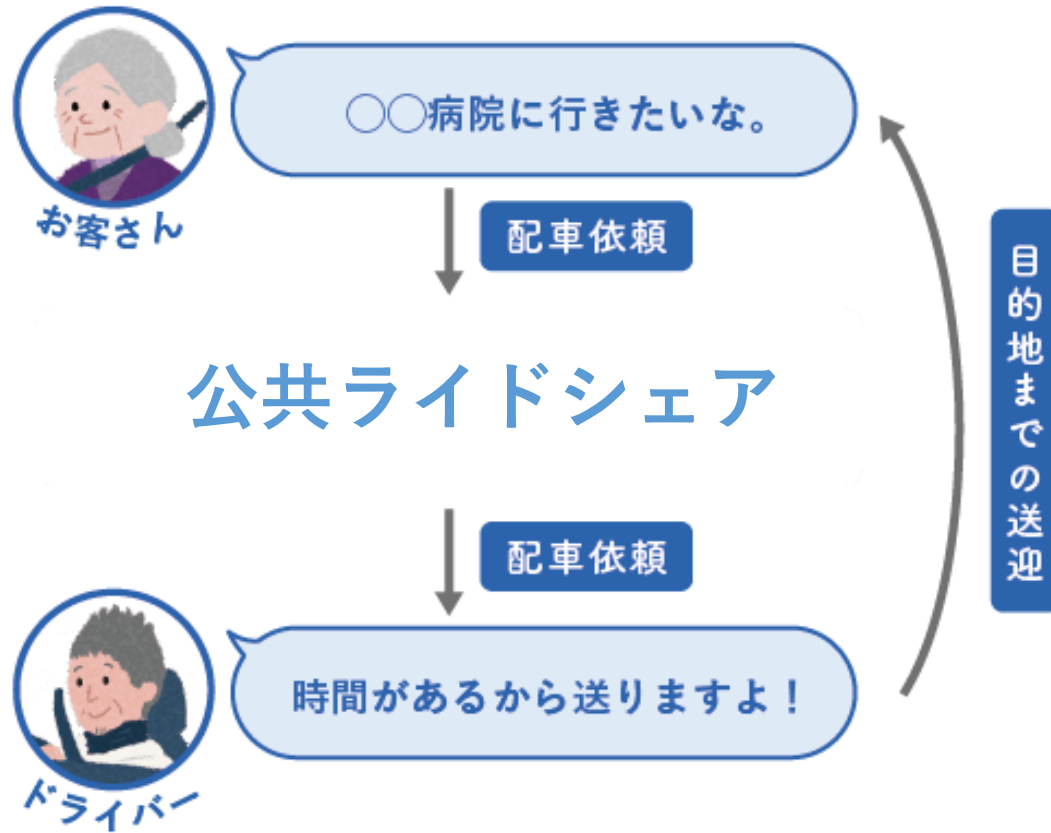 ○○病院に行きたいな。
お客さん
配車依頼
公共ライドシェア
目的地までの送迎
配車依頼
時間があるから送りますよ！
ドライバー